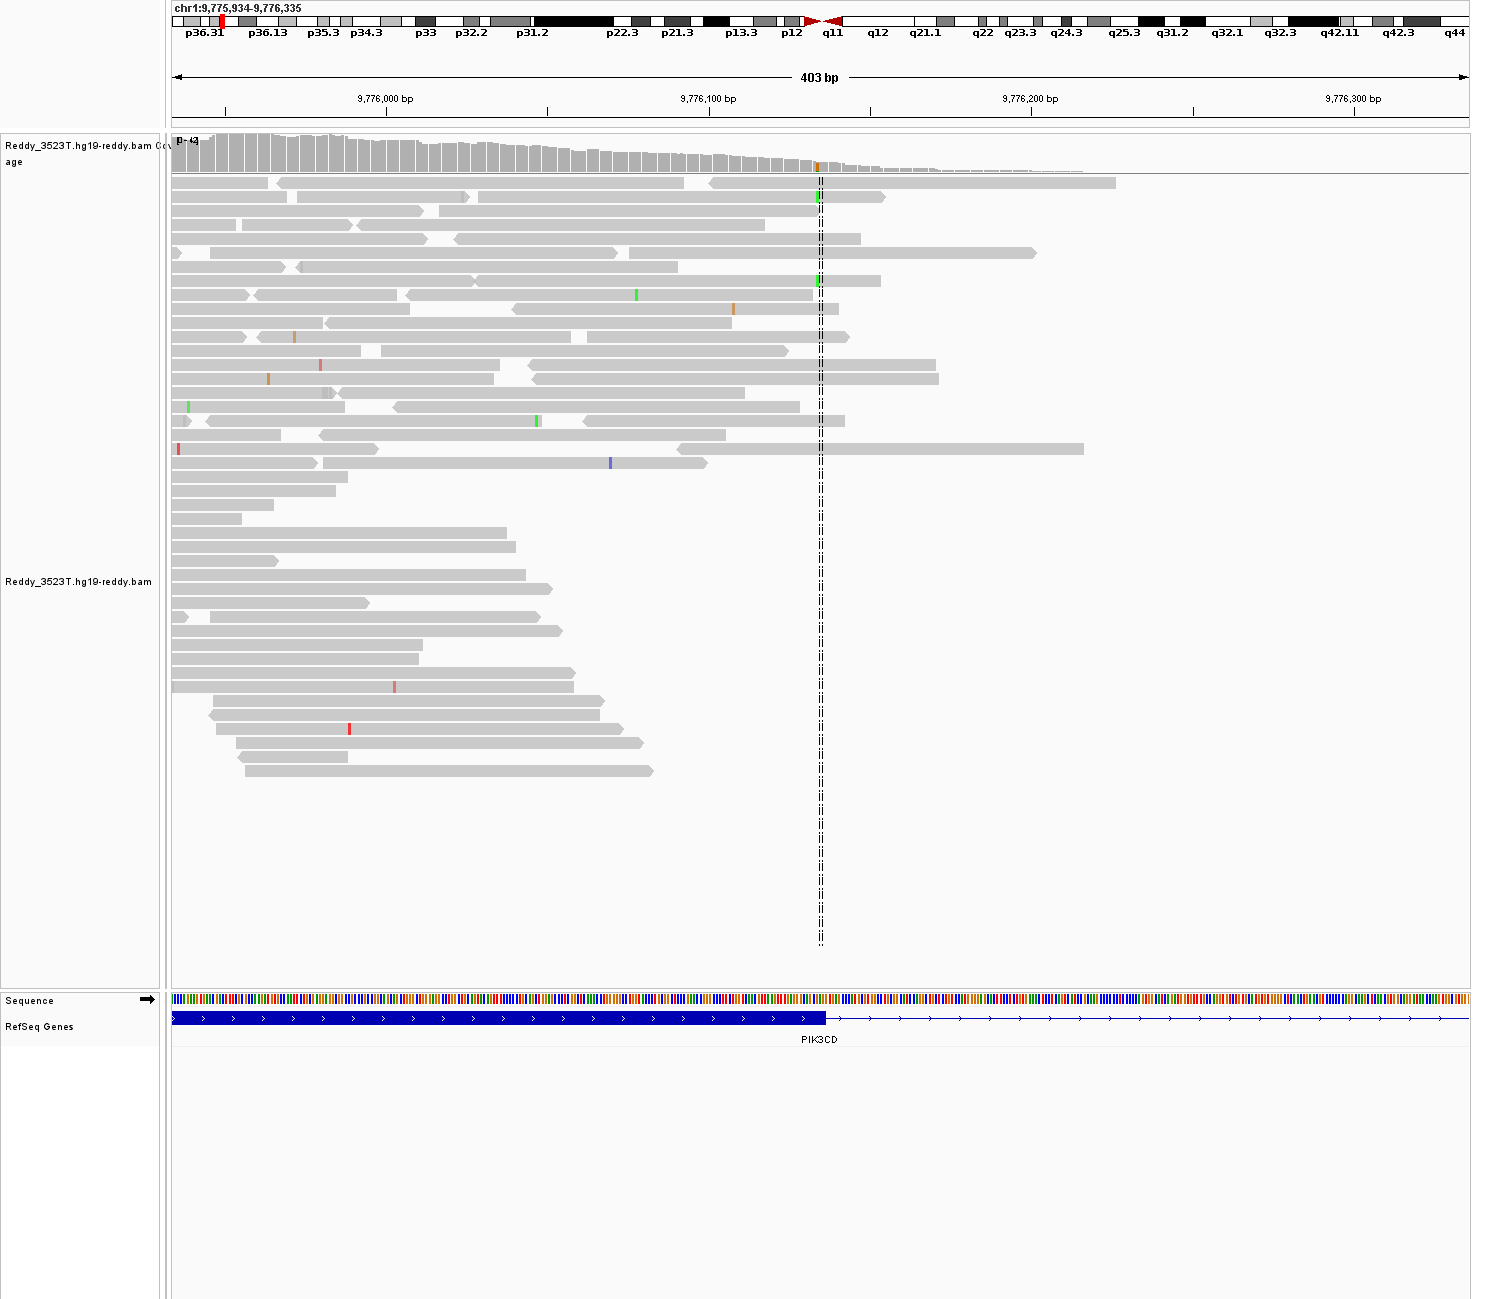 chr1:9,775,934-9,776,335
p36.31 p36.13 p35.3 p34.3 p33 p32.2 p31.2 p22.3 p21.3 p13.3 p12 q11 q12 q21.1 q22 q23.3 q24.3 q25.3 q31.2 q32.1 q32.3 q42.11 q42.3 q44
403 bp
9,776,000 bp 9,776,100 bp 9,776,200 bp 9,776,300 bp
Reddy_3523T.hg19-reddy.bam Cov
age
[0-42]
Reddy_3523T.hg19-reddy.bam
Sequence
RefSeq Genes
PIK3CD